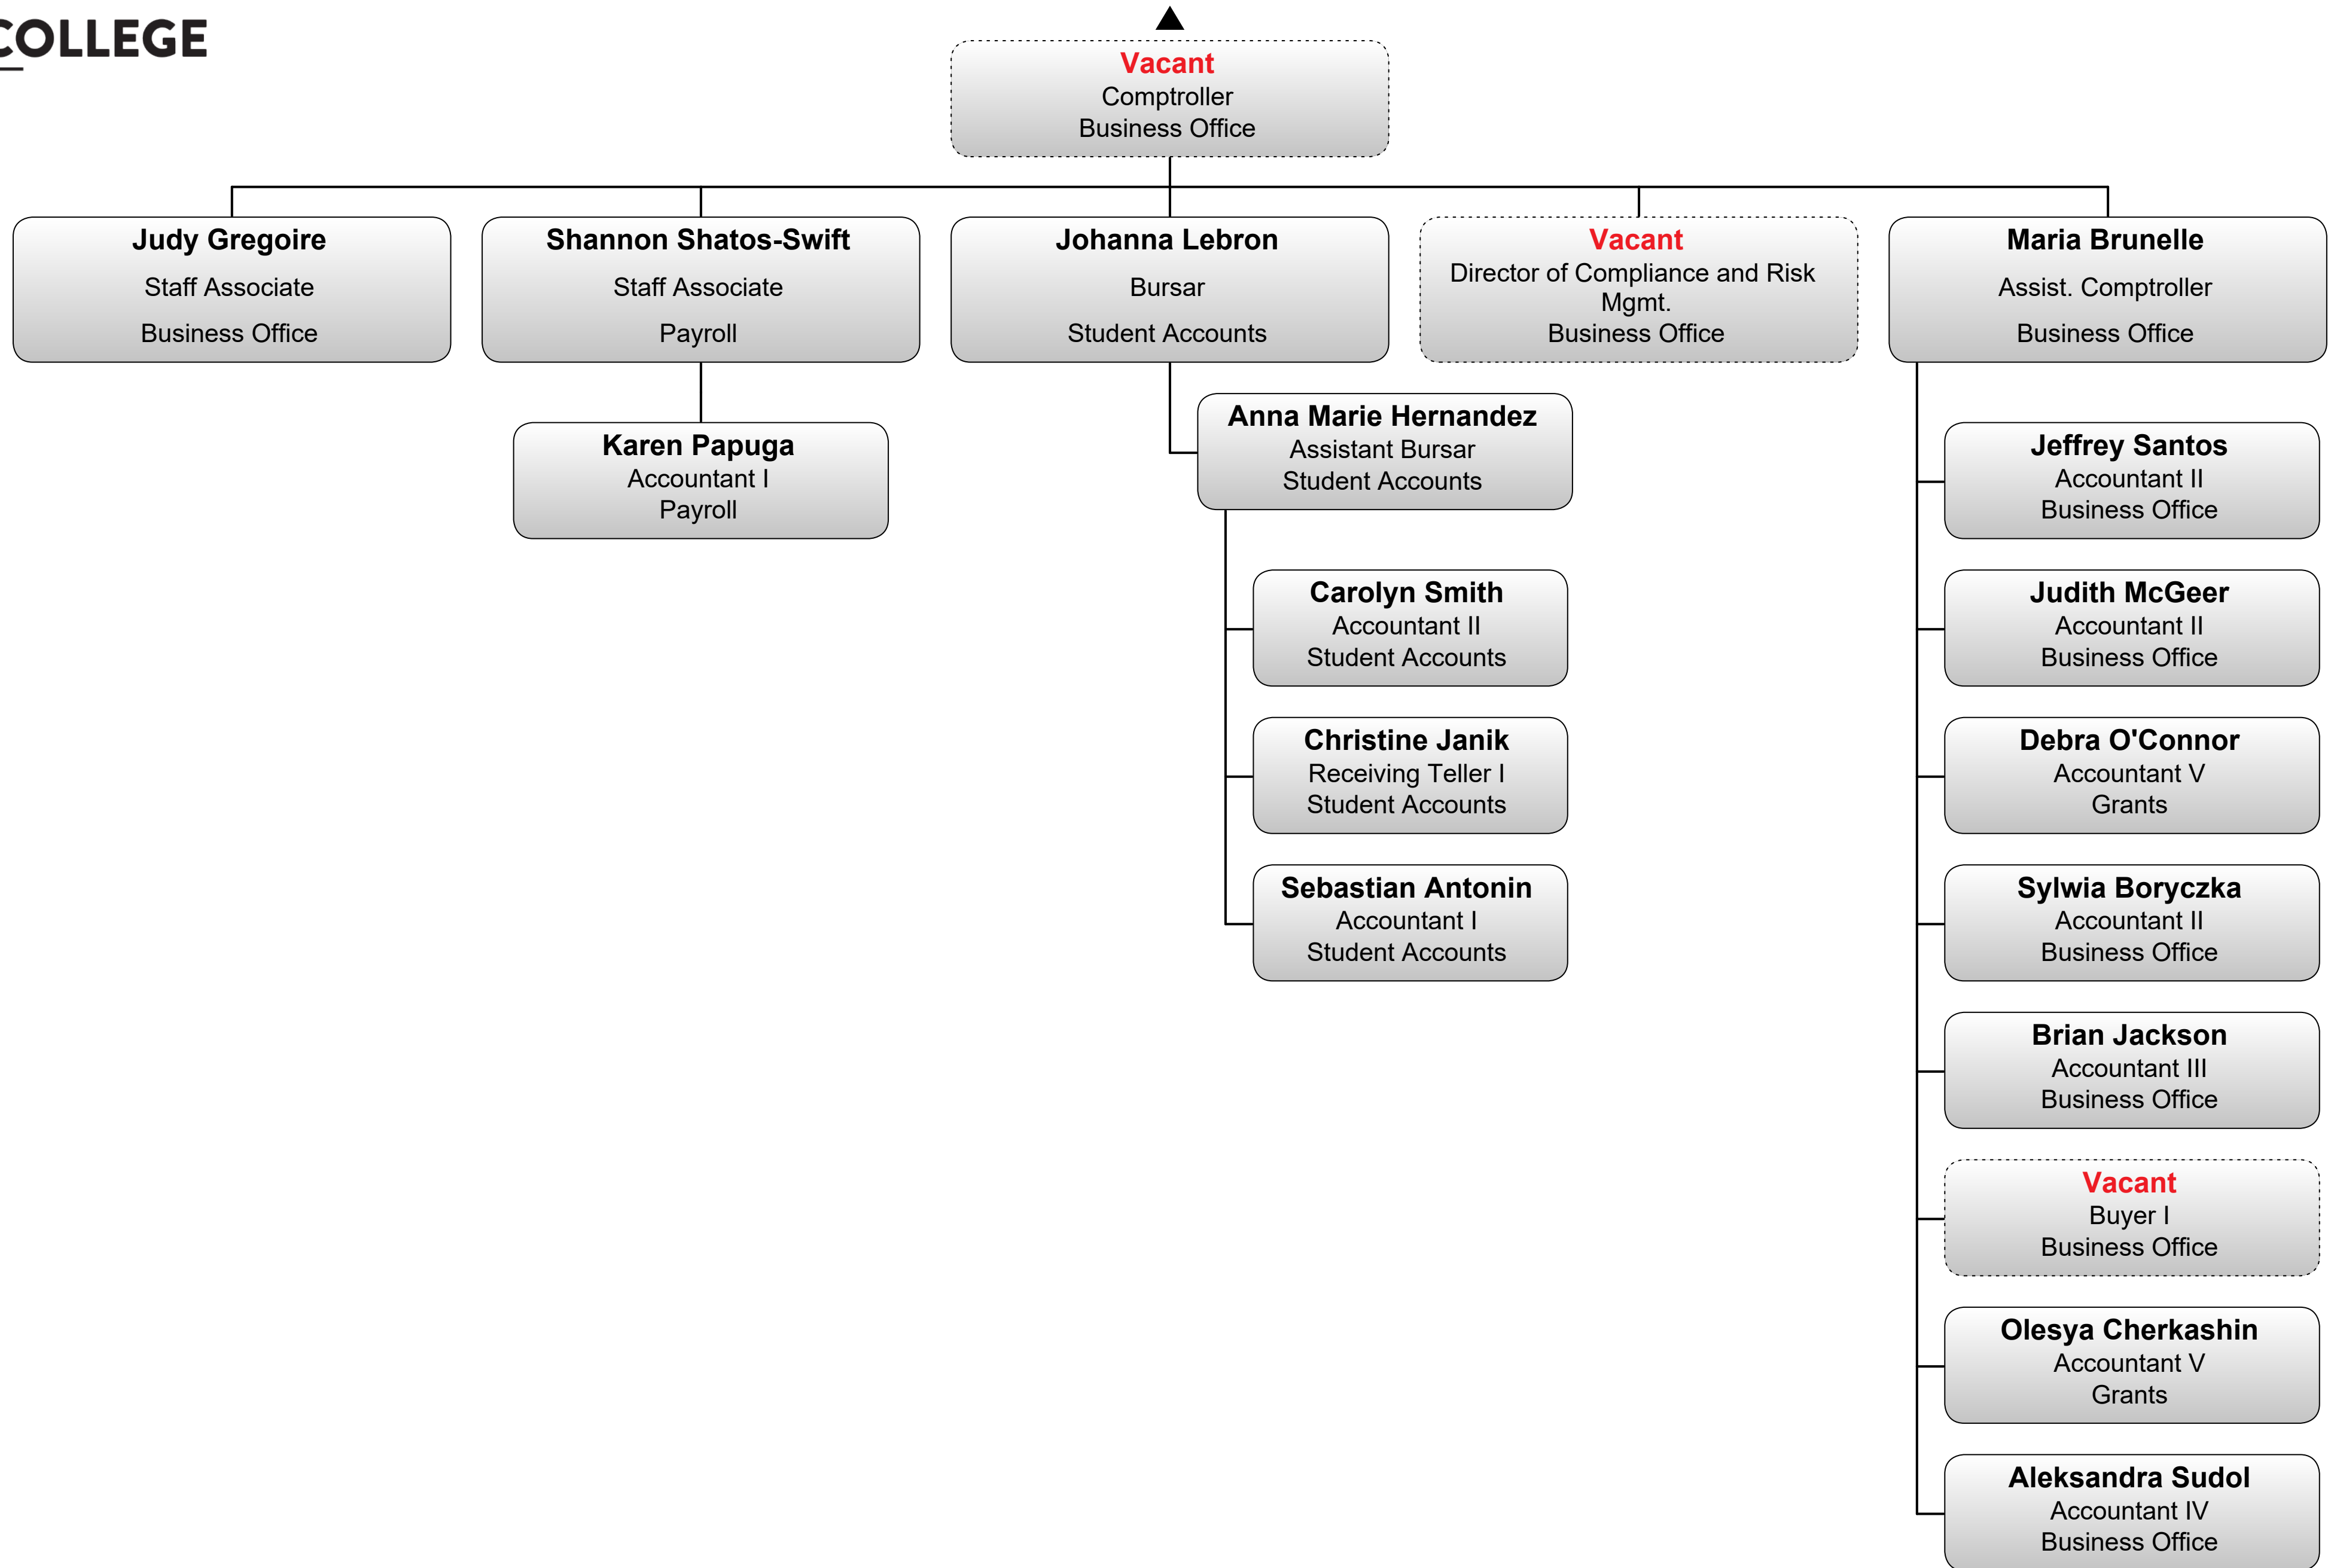 COLLEGE
Vacant
Comptroller
Business Office
Judy Gregoire
Staff Associate
Business Office
Shannon Shatos-Swift
Staff Associate
Payroll
Johanna Lebron
Bursar
Student Accounts
Vacant
Director of Compliance and Risk
Mgmt.
Business Office
Maria Brunelle
Assist. Comptroller
Business Office
Karen Papuga
Accountant I
Payroll
Anna Marie Hernandez
Assistant Bursar
Student Accounts
Carolyn Smith
Accountant II
Student Accounts
Christine Janik
Receiving Teller I
Student Accounts
Sebastian Antonin
Accountant I
Student Accounts
Jeffrey Santos
Accountant II
Business Office
Judith McGeer
Accountant II
Business Office
Debra O'Connor
Accountant V
Grants
Sylwia Boryczka
Accountant II
Business Office
Brian Jackson
Accountant III
Business Office
Vacant
Buyer I
Business Office
Olesya Cherkashin
Accountant V
Grants
Aleksandra Sudol
Accountant IV
Business Office